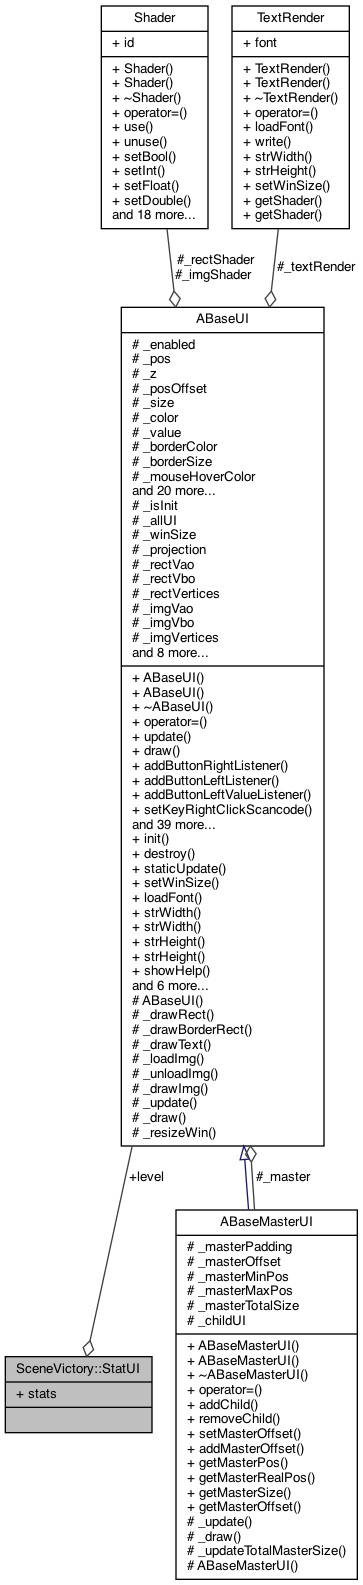 Shader
+ id
+ Shader()
+ Shader()
+ ~Shader()
+ operator=()
+ use()
+ unuse()
+ setBool()
+ setInt()
+ setFloat()
+ setDouble()
and 18 more...
TextRender
+ font
+ TextRender()
+ TextRender()
+ ~TextRender()
+ operator=()
+ loadFont()
+ write()
+ strWidth()
+ strHeight()
+ setWinSize()
+ getShader()
+ getShader()
#_rectShader
#_imgShader
#_textRender
ABaseUI
# _enabled
# _pos
# _z
# _posOffset
# _size
# _color
# _value
# _borderColor
# _borderSize
# _mouseHoverColor
and 20 more...
# _isInit
# _allUI
# _winSize
# _projection
# _rectVao
# _rectVbo
# _rectVertices
# _imgVao
# _imgVbo
# _imgVertices
and 8 more...
+ ABaseUI()
+ ABaseUI()
+ ~ABaseUI()
+ operator=()
+ update()
+ draw()
+ addButtonRightListener()
+ addButtonLeftListener()
+ addButtonLeftValueListener()
+ setKeyRightClickScancode()
and 39 more...
+ init()
+ destroy()
+ staticUpdate()
+ setWinSize()
+ loadFont()
+ strWidth()
+ strWidth()
+ strHeight()
+ strHeight()
+ showHelp()
and 6 more...
# ABaseUI()
# _drawRect()
# _drawBorderRect()
# _drawText()
# _loadImg()
# _unloadImg()
# _drawImg()
# _update()
# _draw()
# _resizeWin()
+level
#_master
SceneVictory::StatUI
+ stats
ABaseMasterUI
# _masterPadding
# _masterOffset
# _masterMinPos
# _masterMaxPos
# _masterTotalSize
# _childUI
+ ABaseMasterUI()
+ ABaseMasterUI()
+ ~ABaseMasterUI()
+ operator=()
+ addChild()
+ removeChild()
+ setMasterOffset()
+ addMasterOffset()
+ getMasterPos()
+ getMasterRealPos()
+ getMasterSize()
+ getMasterOffset()
# _update()
# _draw()
# _updateTotalMasterSize()
# ABaseMasterUI()